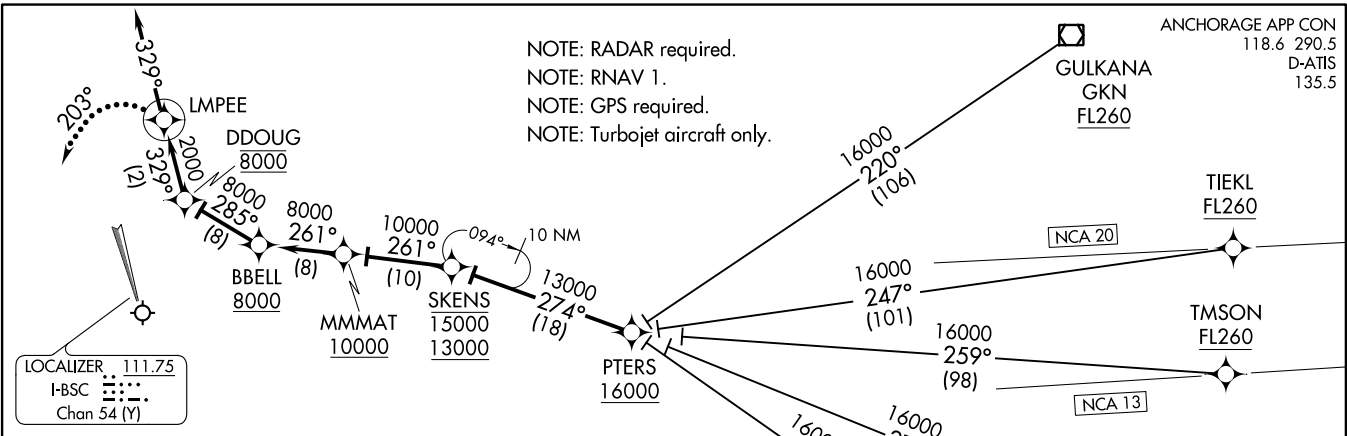 NOTE: RADAR required.
NOTE: RNAV 1.
NOTE: GPS required.
NOTE: Turbojet aircraft only.
ANCHORAGE APP CON
118.6 290.5
D-ATIS
135.5
GULKANA
GKN
FL260
16000
220°
(106)
TIEKL
FL260
NCA 20
16000
247°
(101)
TMSON
FL260
16000
259°
(98)
NCA 13
16000
PTERS
16000
13000
274°
(18)
094°
10 NM
SKENS
15000
13000
10000
261°
(10)
MMMAT
10000
8000
261°
(8)
BBELL
8000
8000
285°
(8)
DDOUG
8000
2000
329°
(2)
LMPEE
329°
203°
LOCALIZER 111.75
I-BSC
Chan 54 (Y)